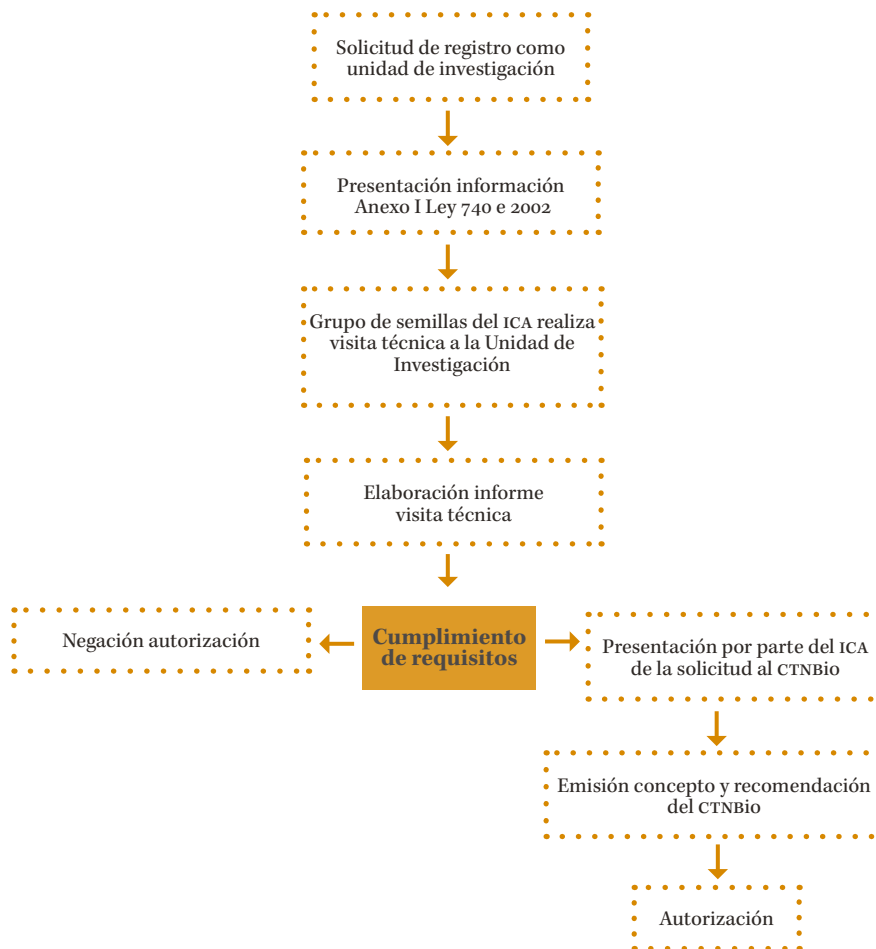 Solicitud de registro como
unidad de investigación
Presentación información
Anexo I Ley 740 e 2002
Grupo de semillas del ICA realiza
visita técnica a la Unidad de
Investigación
Elaboración informe
visita técnica
Negación autorización
Cumplimiento
de requisitos
Presentación por parte del ICA
de la solicitud al CTNBio
Emisión concepto y recomendación
del CTNBio
Autorización